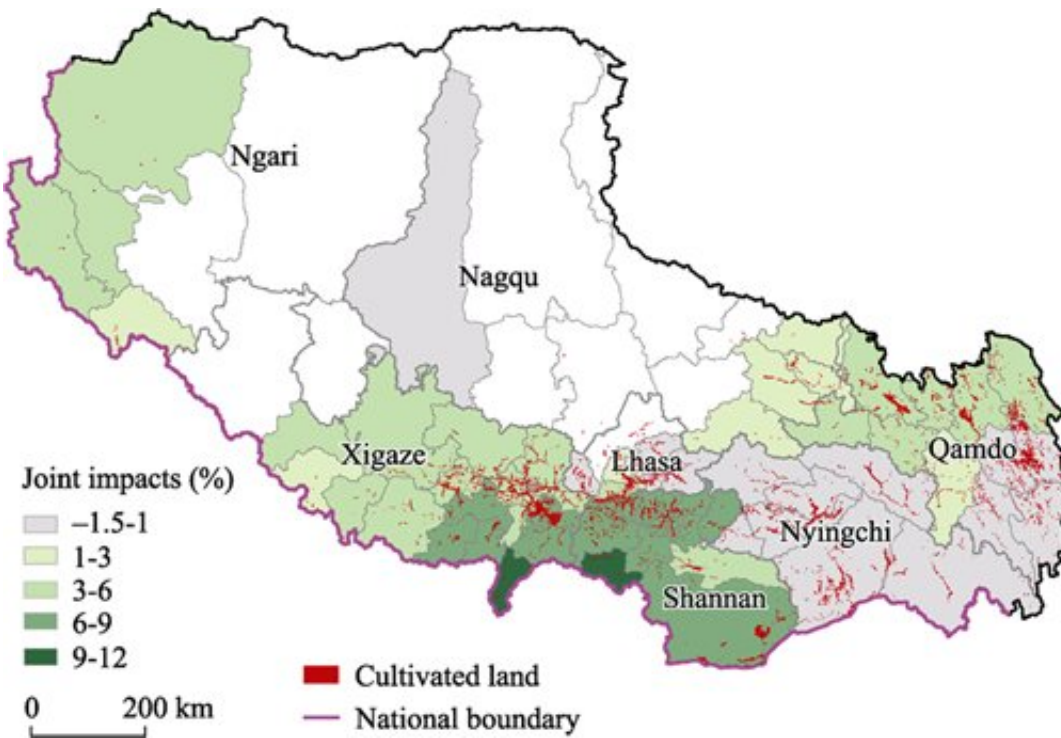 Ngari
Nagqu
Xigaze
Lhasa
Qamdo
Nyingchi
Shannan
Joint impacts (%)
–1.5-1
1-3
3-6
6-9
9-12
Cultivated land
National boundary
0 200 km